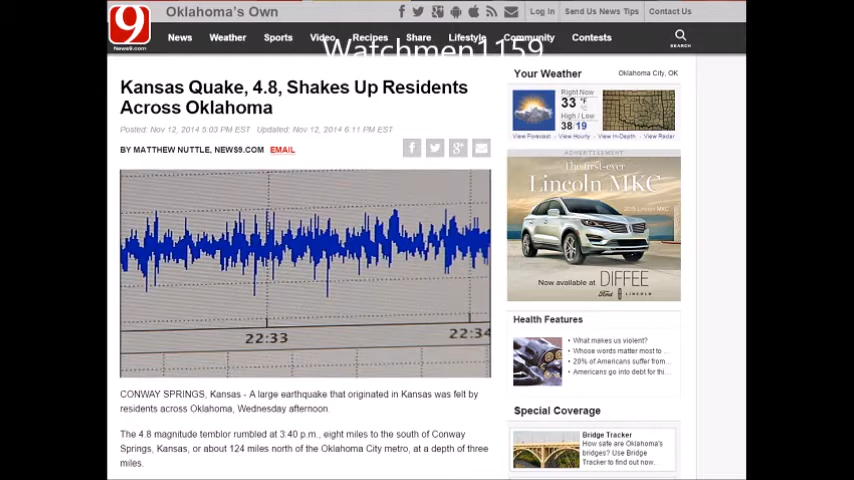 9
News9.com
Oklahoma's Own
Log In
Send Us News Tips
Contact Us
News
Weather
Sports
Video
Recipes
Share
Lifestyle
Community
Contests
SEARCH
Watchmen1159
Kansas Quake, 4.8, Shakes Up Residents
Across Oklahoma
Posted: Nov 12, 2014 5:03 PM EST Updated: Nov 12, 2014 6:11 PM EST
BY MATTHEW NUTTLE, NEWS9.COM EMAIL
22:33
22:34
CONWAY SPRINGS, Kansas - A large earthquake that originated in Kansas was felt by
residents across Oklahoma, Wednesday afternoon.
The 4.8 magnitude temblor rumbled at 3:40 p.m., eight miles to the south of Conway
Springs, Kansas, or about 124 miles north of the Oklahoma City metro, at a depth of three
miles.
Your Weather
Oklahoma City, OK
Right Now
33 °F
High / Low
38/19
View Forecast - View Hourly - View In-Depth - View Radar
ADVERTISEMENT
The first-ever
Lincoln MKC
2015 Lincoln MKC
Now available at DIFFEE
Ford LINCOLN
Health Features
• What makes us violent?
• Whose words matter most to ...
• 20% of Americans suffer from...
• Americans go into debt for thi...
Special Coverage
Bridge Tracker
How safe are Oklahoma's
bridges? Use Bridge
Tracker to find out now.